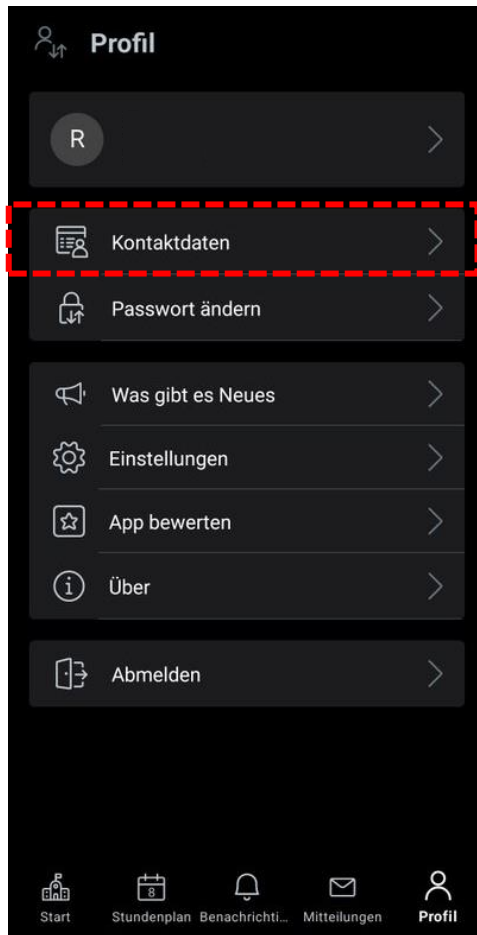 Profil
R
Kontaktdaten
Passwort ändern
Was gibt es Neues
Einstellungen
App bewerten
Über
Abmelden
8
Start Stundenplan Benachrichti... Mitteilungen Profil